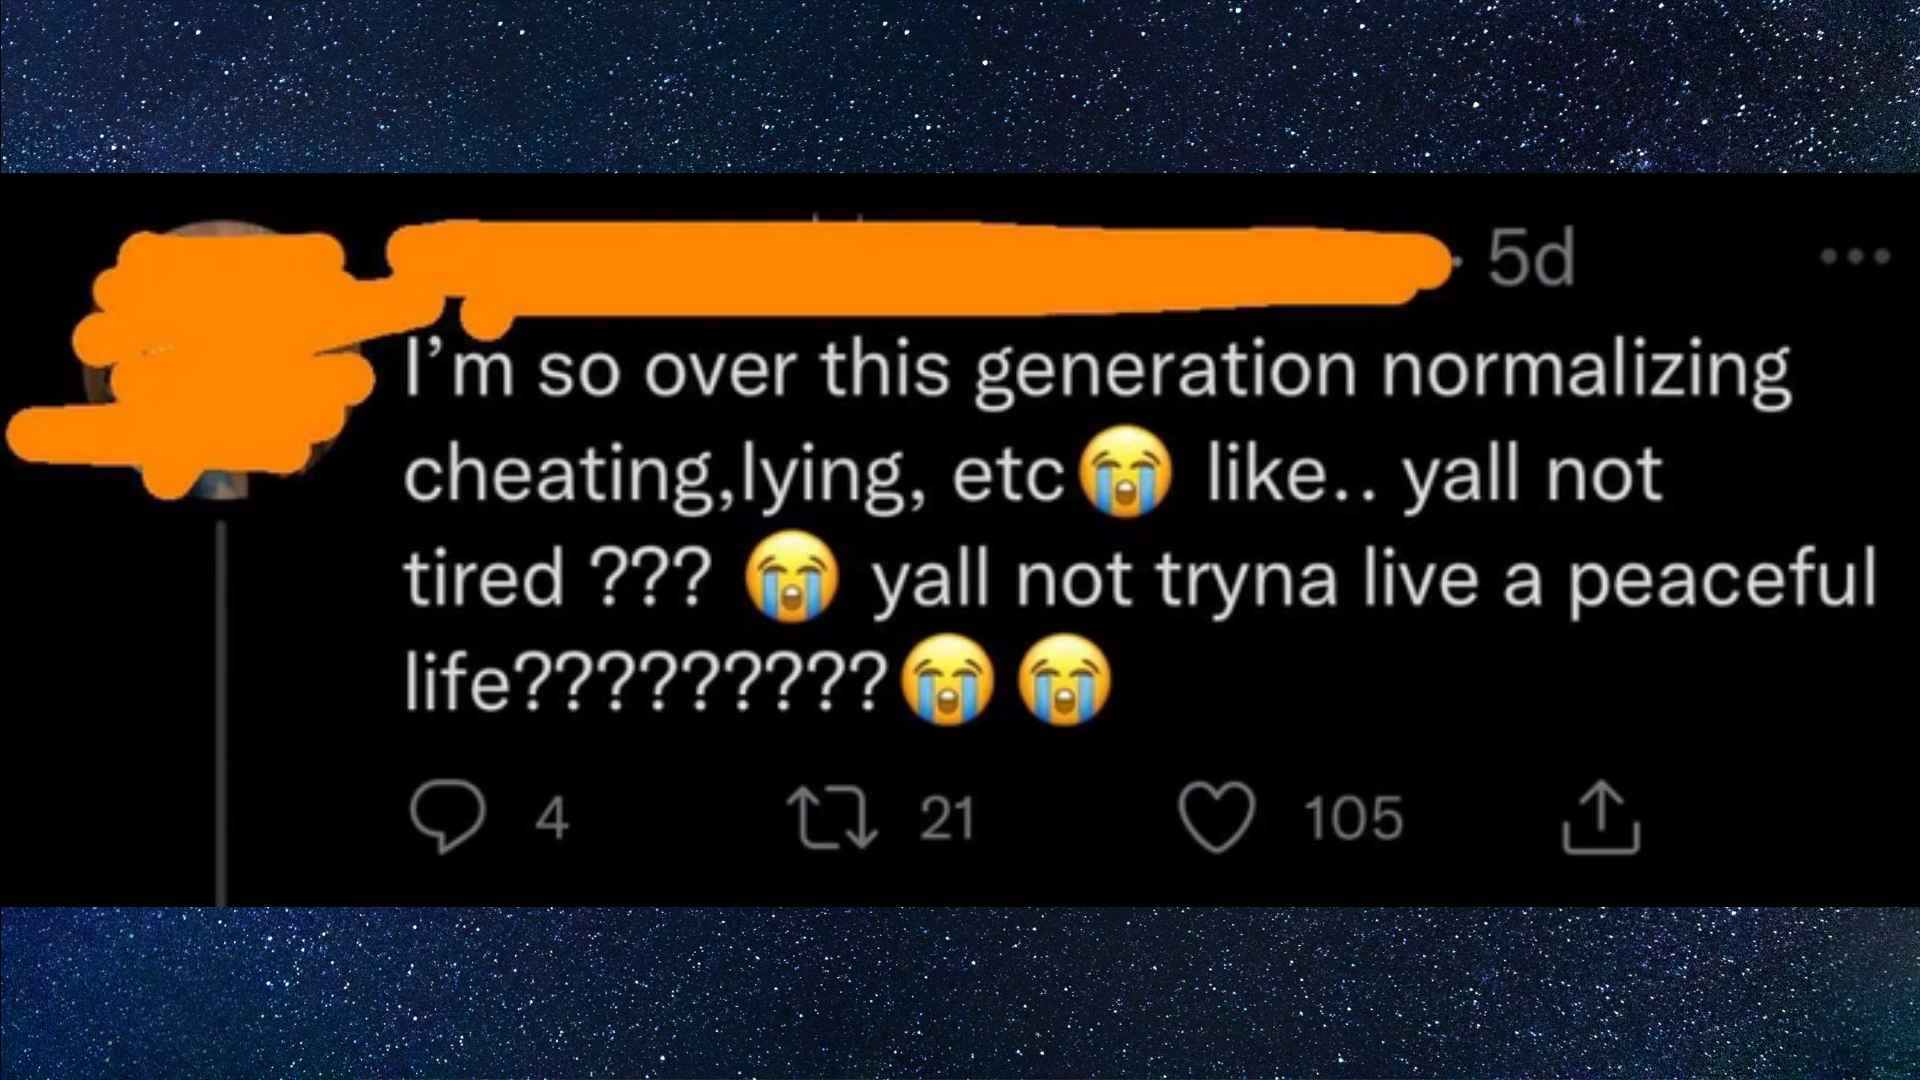 · 5d
I’m so over this generation normalizing
cheating,lying, etc😭 like.. yall not
tired ??? 😭 yall not tryna live a peaceful
life?????????😭😭
4 21 105